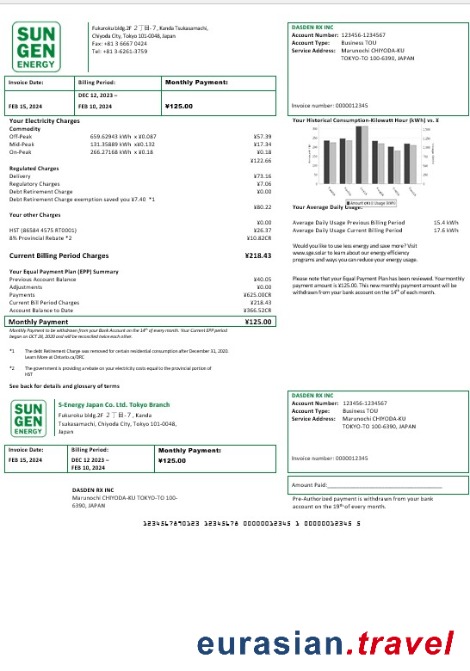 SUN
GEN
ENERGY
Fukaroku bldg.2F 2丁目-7, Kanda Tsukasamachi,
Chiyoda City, Tokyo 101-0048, Japan
Fax: +81 3 6667 0424
Tel: +81 3-6261-3759
DASDEN RX INC
Account Number: 123456-1234567
Account Type: Business TOU
Service Address: Marunochi CHIYODA-KU
TOKYO-TO 100-6390, JAPAN
Invoice number: 0000012345
Invoice Date: Billing Period: Monthly Payment:
DEC 12, 2023 –
FEB 15, 2024 FEB 10, 2024 ¥125.00
Your Electricity Charges
Commodity
Off-Peak 659.62943 kWh x ¥0.087 ¥57.39
Mid-Peak 131.35889 kWh x ¥0.132 ¥17.34
On-Peak 266.27168 kWh x ¥0.18 ¥0.18
¥122.66
Regulated Charges
Delivery ¥73.16
Regulatory Charges ¥7.06
Debt Retirement Charge ¥0.00
Debt Retirement Charge exemption saved you ¥7.40 *1
¥80.22
Your other Charges
¥0.00
HST (86584 4575 RT0001) ¥26.37
8% Provincial Rebate *2 ¥10.82CR
Current Billing Period Charges ¥218.43
Your Equal Payment Plan (EPP) Summary
Previous Account Balance ¥40.05
Adjustments ¥0.00
Payments ¥625.00CR
Current Bill Period Charges ¥218.43
Account Balance to Date ¥366.52CR
Monthly Payment ¥125.00
Monthly Payment to be withdrawn from your Bank Account on the 14th of every month. Your Current EPP period
began on OCT 20, 2020 and will be reconciled twice each other
*1 The debt Retirement Charge was removed for certain residential consumption after December 31, 2020.
Learn More at Ontario.ca/DRC
*2 The government is providing a rebate on your electricity costs equal to the provincial portion of
HST
See back for details and glossary of terms
Your Historical Consumption-Kilowatt Hour (kWh) vs. ¥
Your Average Daily Usage:
Average Daily Usage Previous Billing Period 15.4 kWh
Average Daily Usage Current Billing Period 17.6 kWh
Would you like to use less energy and save more? Visit
www.sge.solar to learn about our energy efficiency
programs and ways you can reduce your energy usage.
Please note that your Equal Payment Plan has been reviewed. Your monthly
payment amount is ¥125.00. This new monthly payment amount will be
withdrawn from your bank account on the 14th of each month.
SUN
GEN
ENERGY
S-Energy Japan Co. Ltd. Tokyo Branch
Fukuroku bldg.2F 2丁目-7, Kanda
Tsukasamachi, Chiyoda City, Tokyo 101-0048,
Japan
DASDEN RX INC
Account Number: 123456-1234567
Account Type: Business TOU
Service Address: Marunochi CHIYODA-KU
TOKYO-TO 100-6390, JAPAN
Invoice number: 0000012345
Invoice Date: Billing Period: Monthly Payment:
FEB 15, 2024 DEC 12 2023 – ¥125.00
FEB 10, 2024
Amount Paid:
DASDEN RX INC
Marunochi CHIYODA-KU TOKYO-TO 100-
6390, JAPAN
Pre-Authorized payment is withdrawn from your bank
account on the 19th of every month.
1234567890123 12345678 00000012345 1 00000012345 5
eurasian.travel